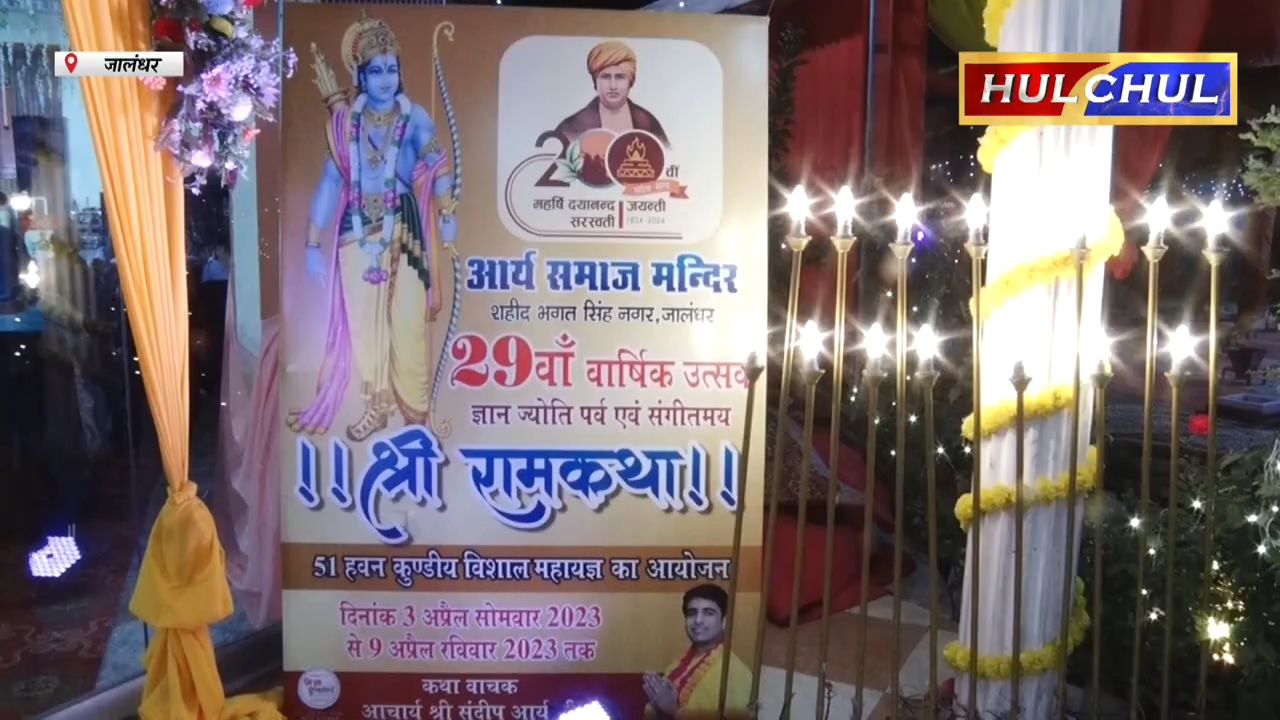 जालंधर
HULCHUL
200वीं
महर्षि दयानन्द सरस्वती
जयन्ती
1824-2024
आर्य समाज मन्दिर
शहीद भगत सिंह नगर,जालंधर
29वाँ वार्षिक उत्सव
ज्ञान ज्योति पर्व एवं संगीतमय
!!श्री रामकथा!!
51 हवन कुण्डीय विशाल महायज्ञ का आयोजन
दिनांक 3 अप्रैल सोमवार 2023
से 9 अप्रैल रविवार 2023 तक
कथा वाचक
आचार्य श्री संदीप आर्य